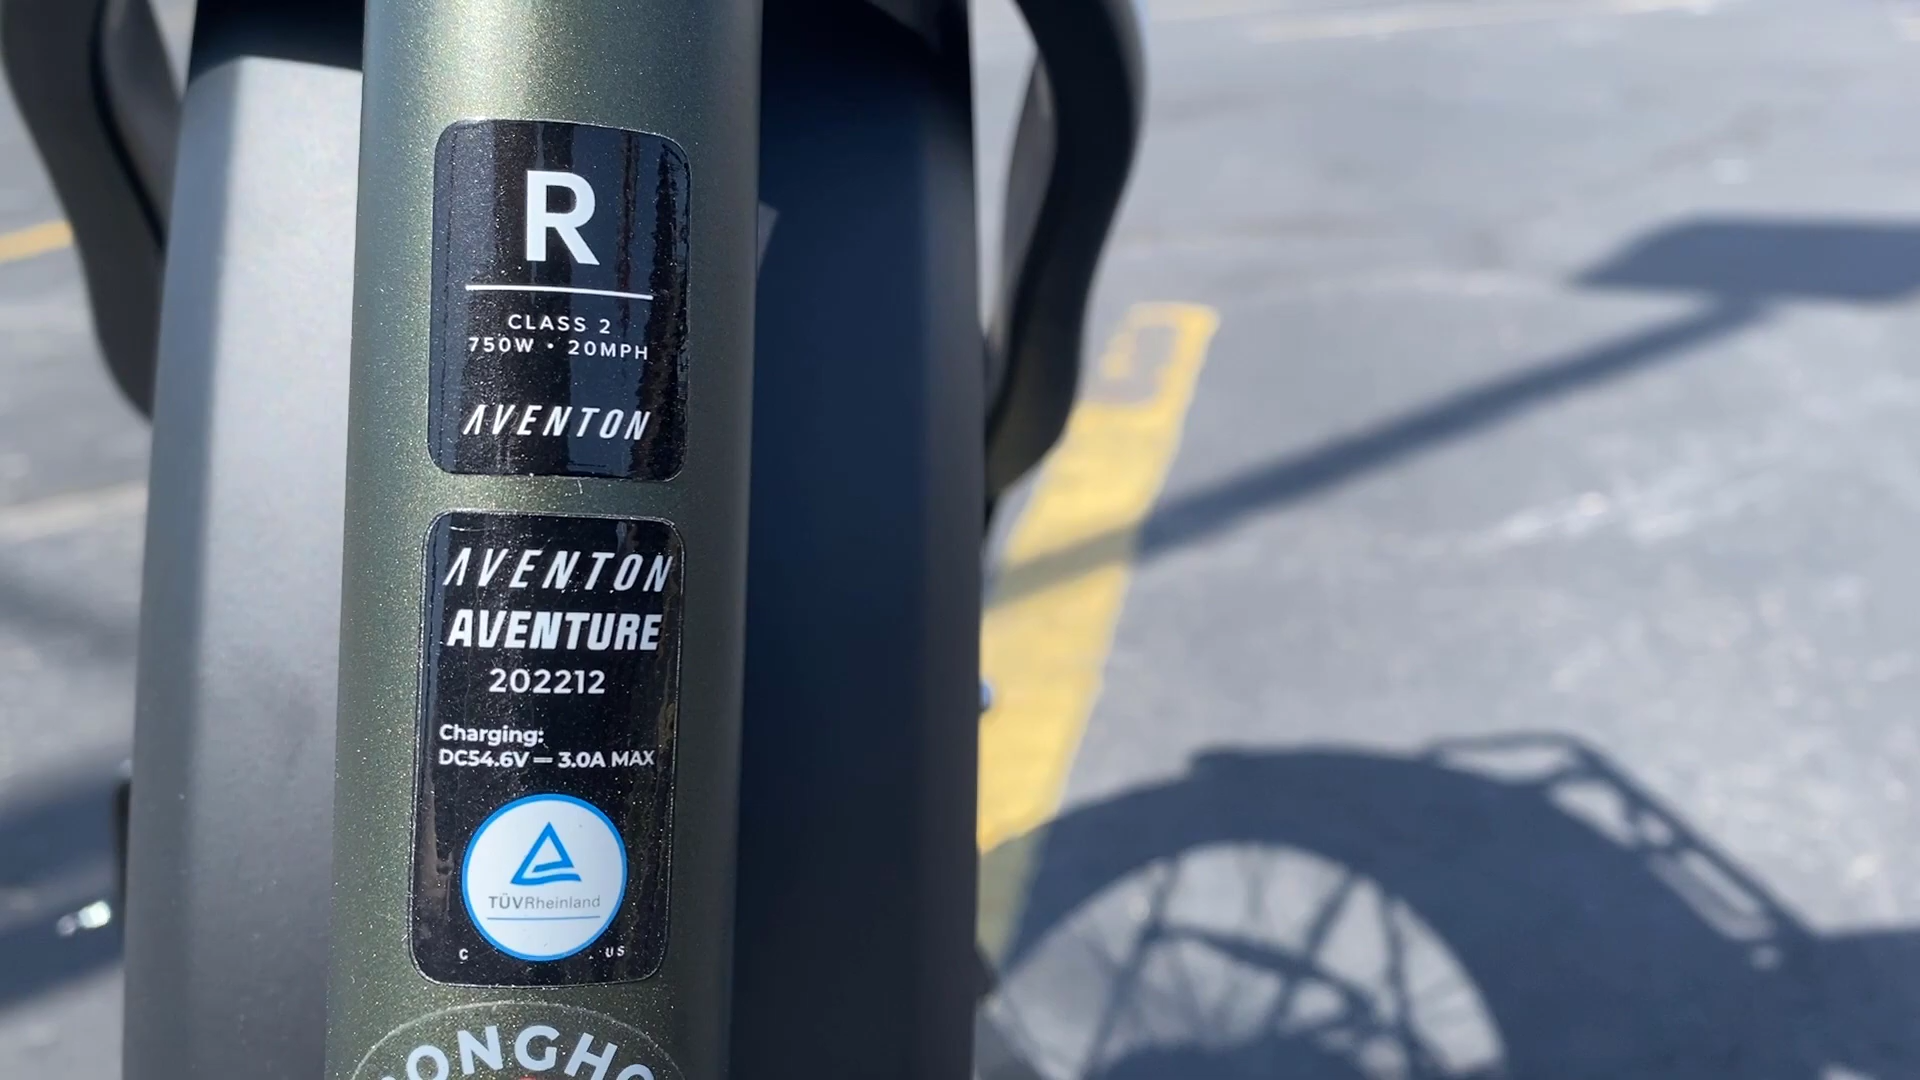 R
CLASS 2
750W • 20MPH
AVENTON
AVENTON
AVENTURE
202212
Charging:
DC54.6V ⎓ 3.0A MAX
TÜVRheinland
C US